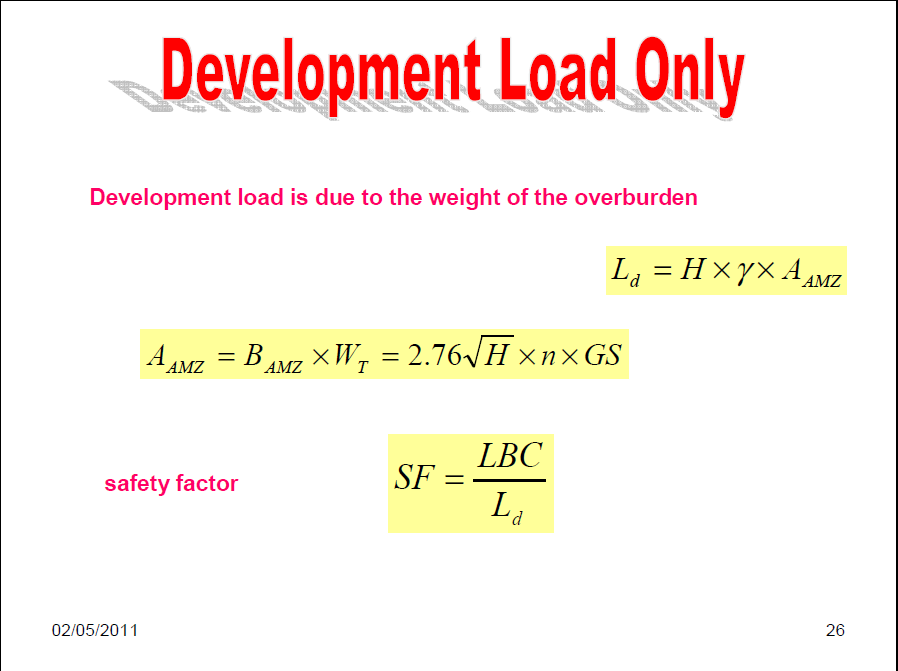 Development Load Only
Development load is due to the weight of the overburden
L_d = H × γ × A_AMZ
A_AMZ = B_AMZ × W_T = 2.76√H × n × GS
safety factor
SF = LBC / L_d
02/05/2011
26